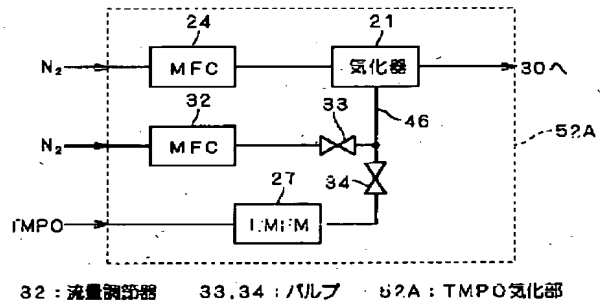 24
21
N₂
MFC
気化器
30へ
32
33
46
N₂
MFC
52A
34
27
TMPO
LMFM
32：流量調節器 33,34：バルブ 52A：TMPO気化部